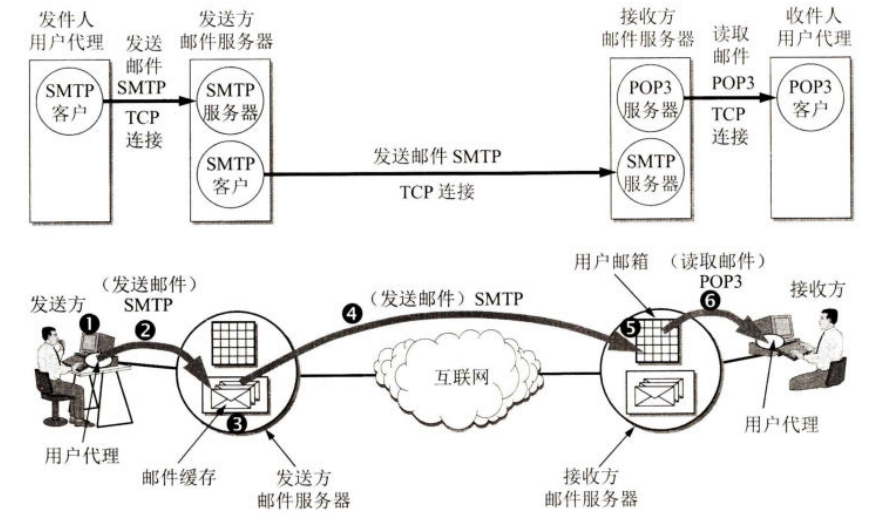 发件人
用户代理
发送
邮件
SMTP
TCP
连接
发送方
邮件服务器
接收方
邮件服务器
读取
邮件
POP3
TCP
连接
收件人
用户代理
SMTP
客户
SMTP
服务器
SMTP
客户
发送邮件 SMTP
TCP 连接
POP3
服务器
SMTP
服务器
POP3
客户
发送方
(发送邮件)
SMTP
❶
❷
❸
❹
(发送邮件) SMTP
用户邮箱
(读取邮件)
POP3
❺
❻
接收方
互联网
用户代理
邮件缓存
发送方
邮件服务器
接收方
邮件服务器
用户代理